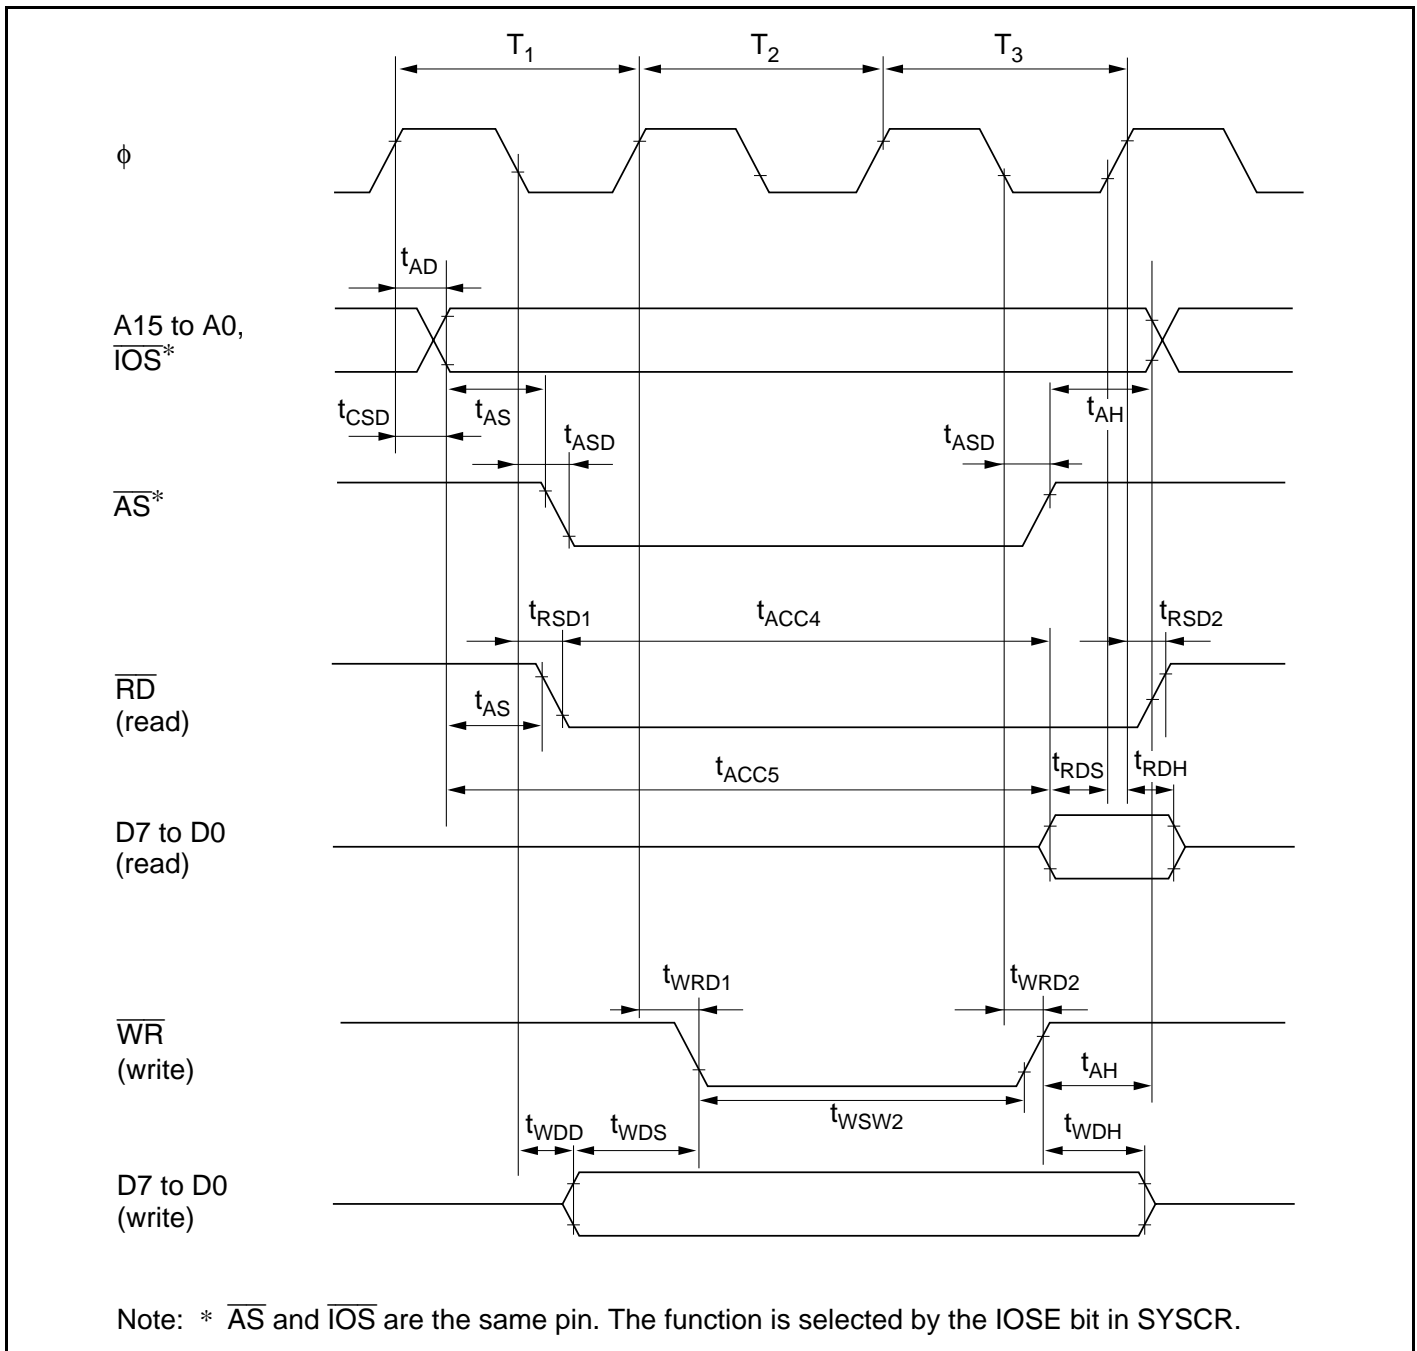 T1 T2 T3
ϕ
tAD
A15 to A0,
IOS*
tCSD tAS tAH
tASD tASD
AS*
tRSD1 tACC4 tRSD2
RD
(read)
tAS
tACC5 tRDS tRDH
D7 to D0
(read)
tWRD1 tWRD2
WR
(write)
tAH
tWSW2
tWDD tWDS tWDH
D7 to D0
(write)
Note: * AS and IOS are the same pin. The function is selected by the IOSE bit in SYSCR.